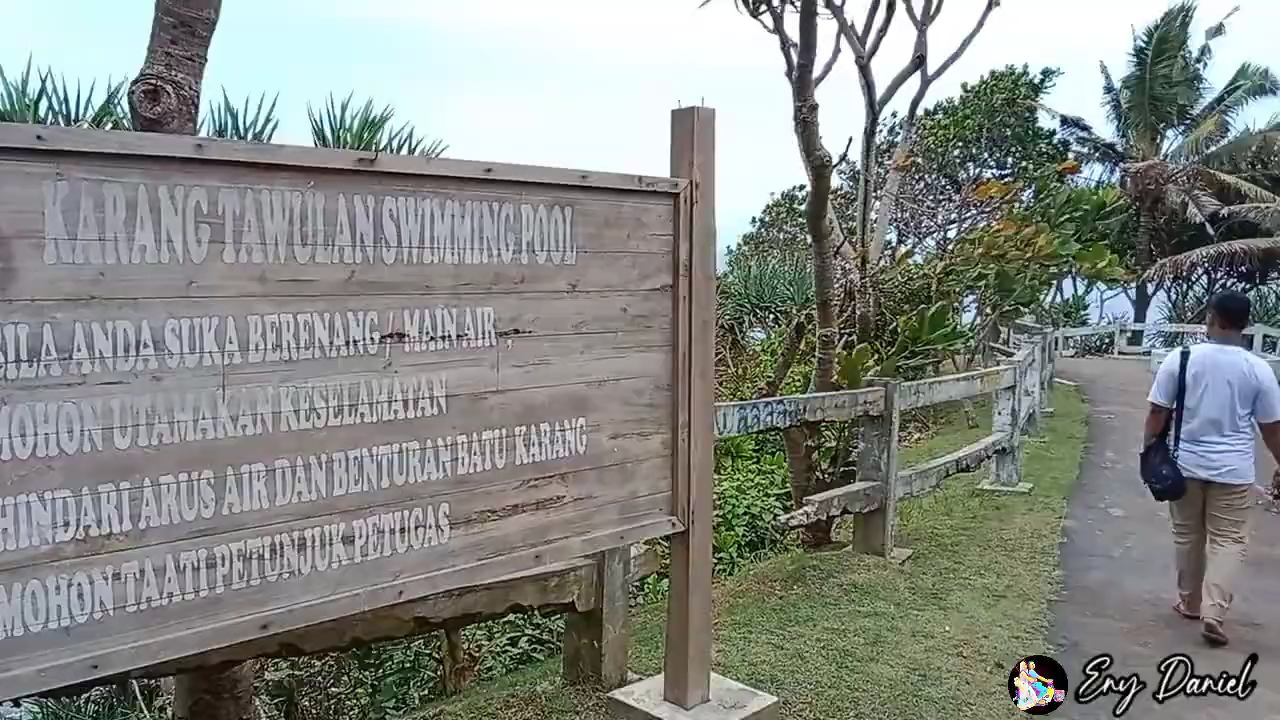 KARANG TAWULAN SWIMMING POOL
BILA ANDA SUKA BERENANG / MAIN AIR,
MOHON UTAMAKAN KESELAMATAN
HINDARI ARUS AIR DAN BENTURAN BATU KARANG
MOHON TAATI PETUNJUK PETUGAS
Eny Daniel